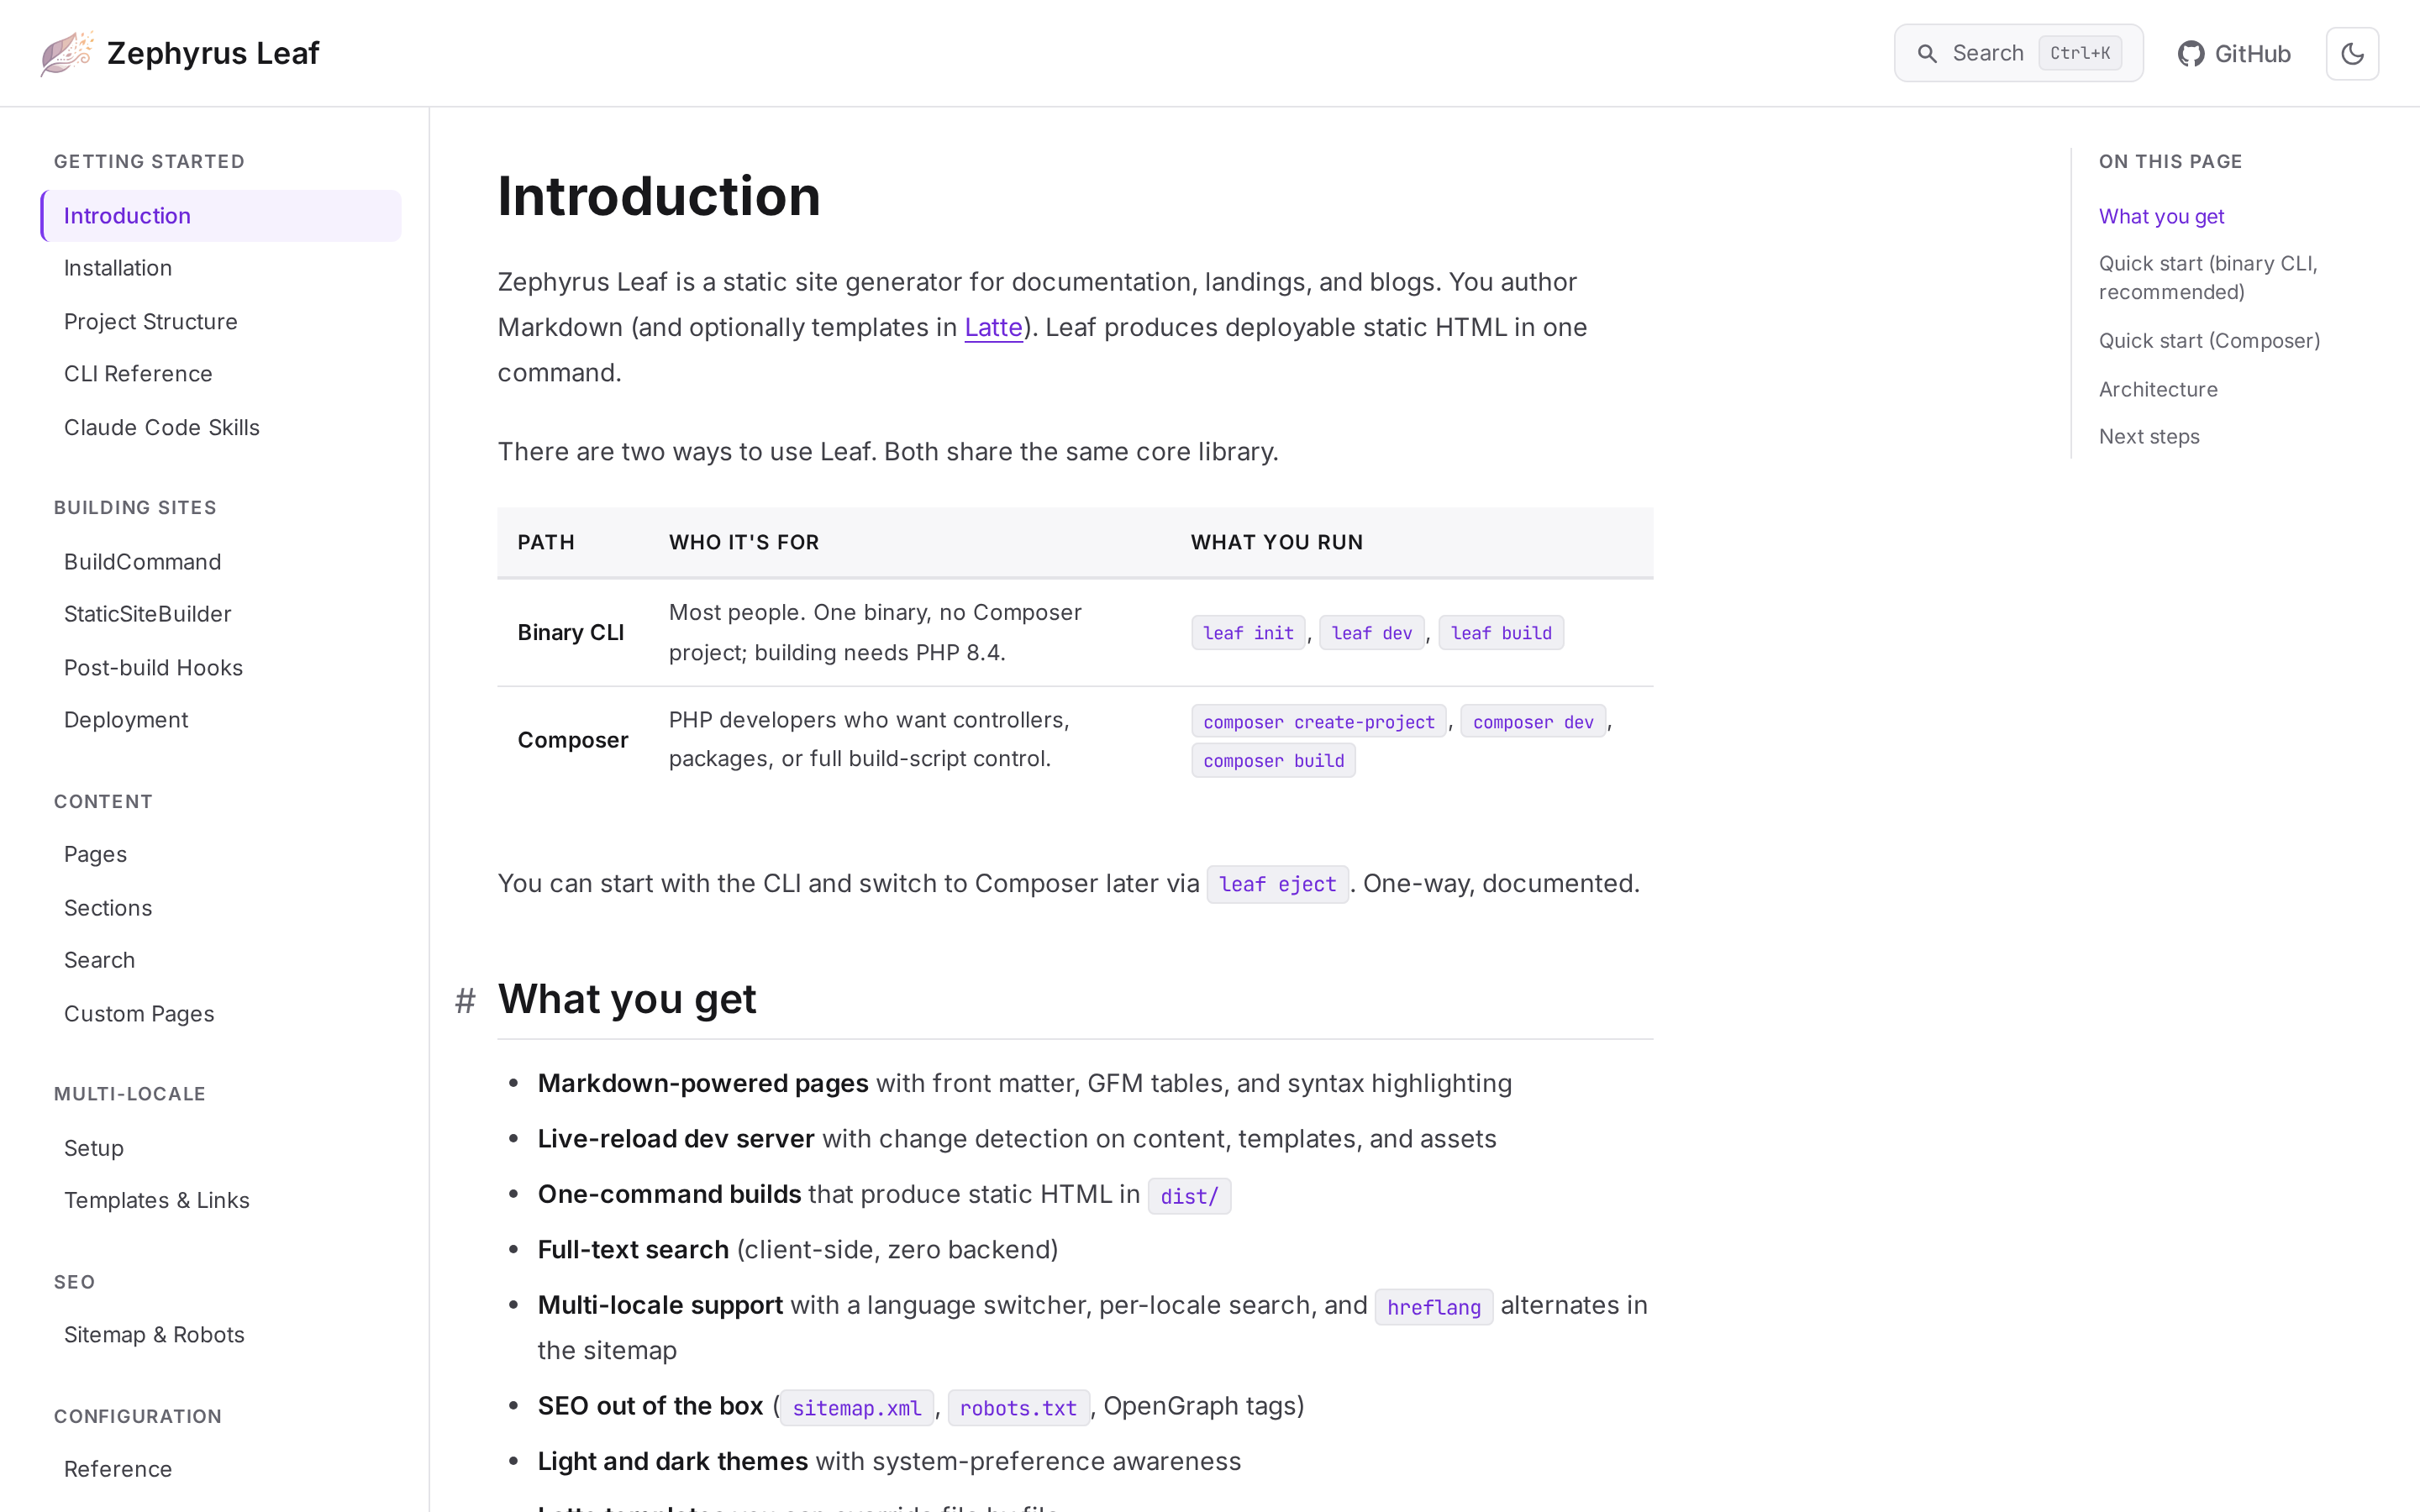 Zephyrus Leaf
Search Ctrl+K
GitHub
GETTING STARTED
Introduction
Installation
Project Structure
CLI Reference
Claude Code Skills
BUILDING SITES
BuildCommand
StaticSiteBuilder
Post-build Hooks
Deployment
CONTENT
Pages
Sections
Search
Custom Pages
MULTI-LOCALE
Setup
Templates & Links
SEO
Sitemap & Robots
CONFIGURATION
Reference
Introduction
Zephyrus Leaf is a static site generator for documentation, landings, and blogs. You author
Markdown (and optionally templates in Latte). Leaf produces deployable static HTML in one
command.
There are two ways to use Leaf. Both share the same core library.
PATH WHO IT'S FOR WHAT YOU RUN
Binary CLI
Most people. One binary, no Composer
project; building needs PHP 8.4.
leaf init, leaf dev, leaf build
Composer
PHP developers who want controllers,
packages, or full build-script control.
composer create-project, composer dev,
composer build
You can start with the CLI and switch to Composer later via leaf eject. One-way, documented.
# What you get
• Markdown-powered pages with front matter, GFM tables, and syntax highlighting
• Live-reload dev server with change detection on content, templates, and assets
• One-command builds that produce static HTML in dist/
• Full-text search (client-side, zero backend)
• Multi-locale support with a language switcher, per-locale search, and hreflang alternates in
the sitemap
• SEO out of the box (sitemap.xml, robots.txt, OpenGraph tags)
• Light and dark themes with system-preference awareness
ON THIS PAGE
What you get
Quick start (binary CLI,
recommended)
Quick start (Composer)
Architecture
Next steps